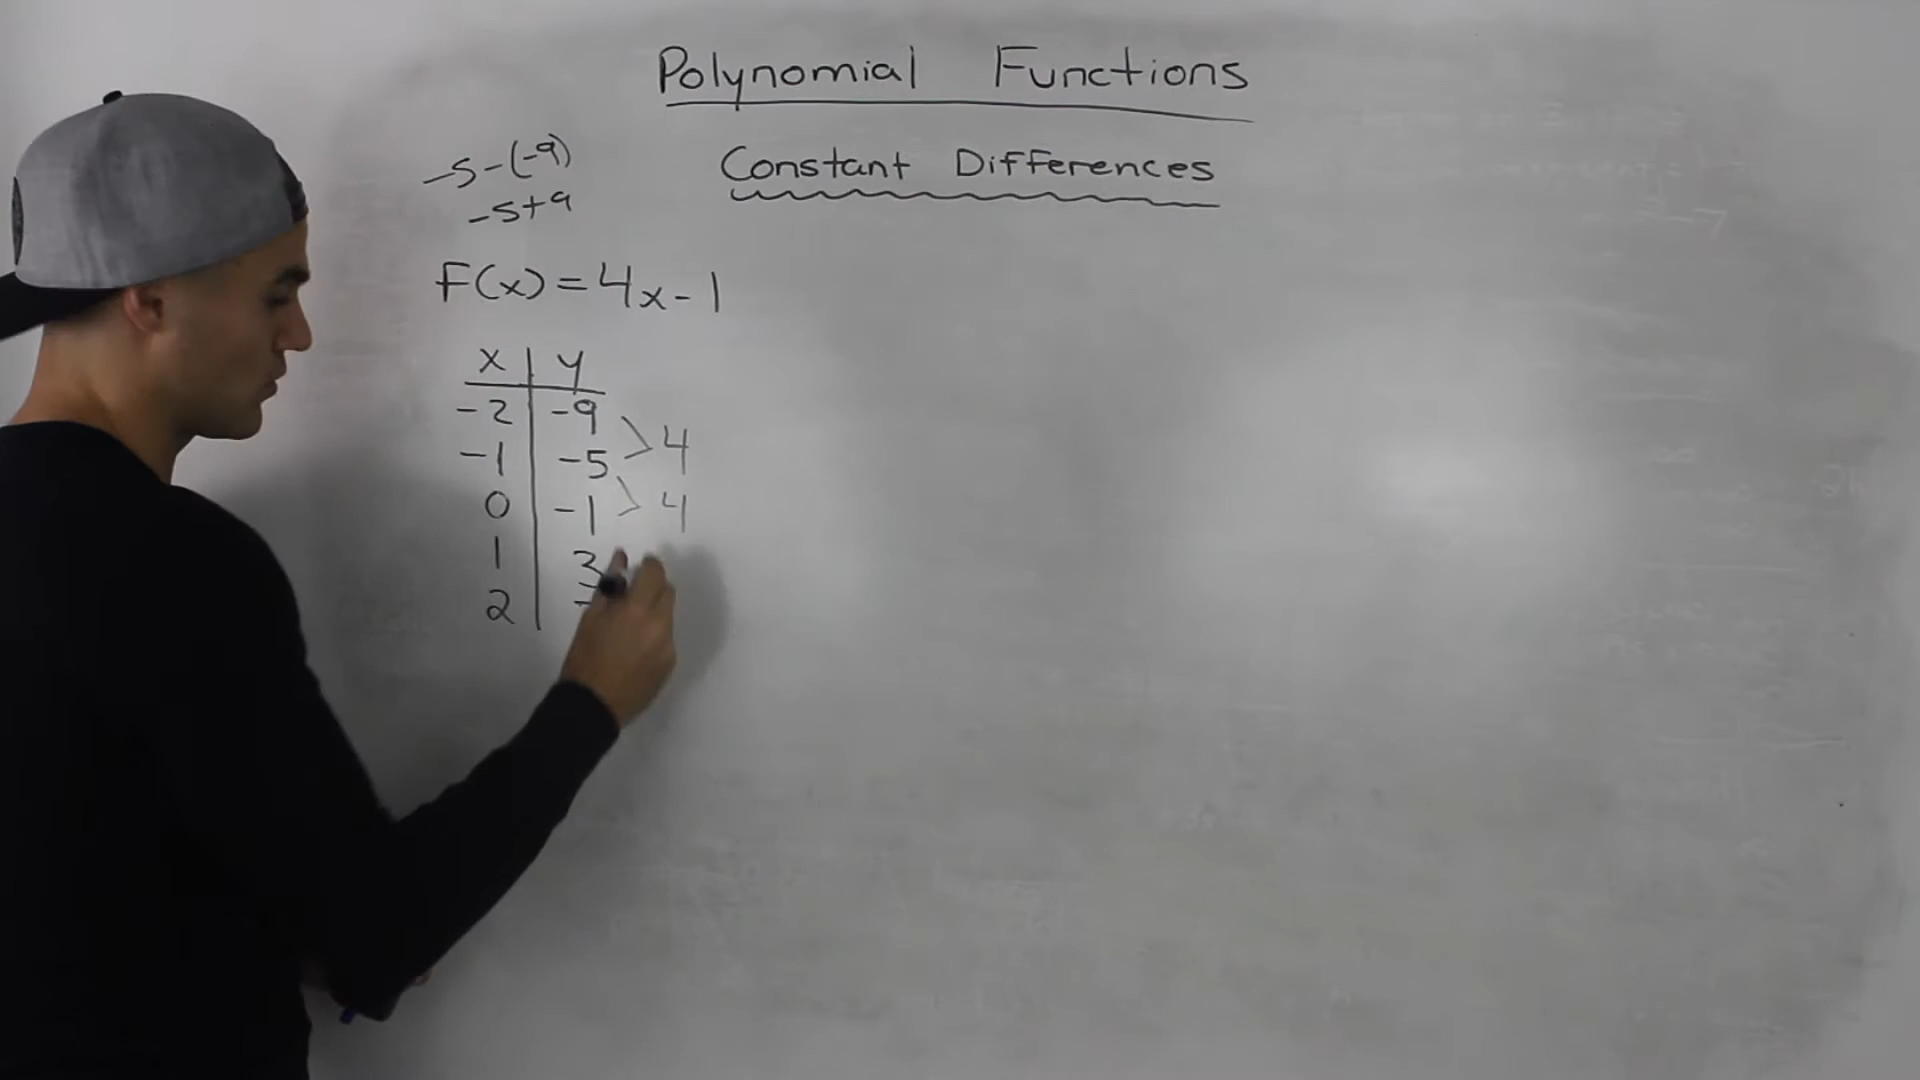 Polynomial Functions
Constant Differences
-5-(-9)
-5+9
F(x)=4x-1
x y
-2 -9
4
-1 -5
0 -1 4
1 3
2